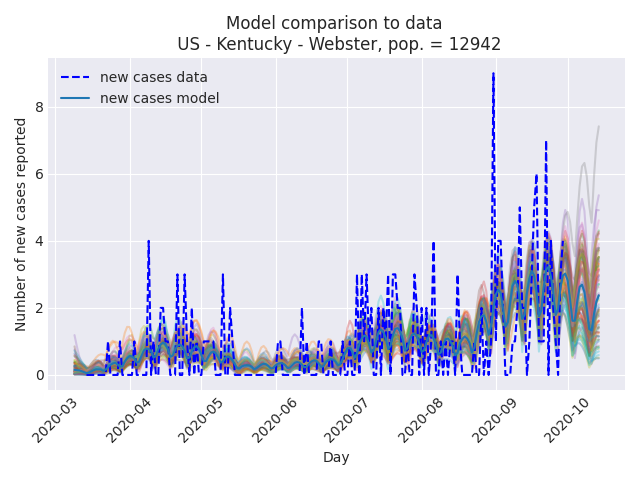 Model comparison to data
US - Kentucky - Webster, pop. = 12942
new cases data
new cases model
Number of new cases reported
8
6
4
2
0
2020-03
2020-04
2020-05
2020-06
2020-07
2020-08
2020-09
2020-10
Day